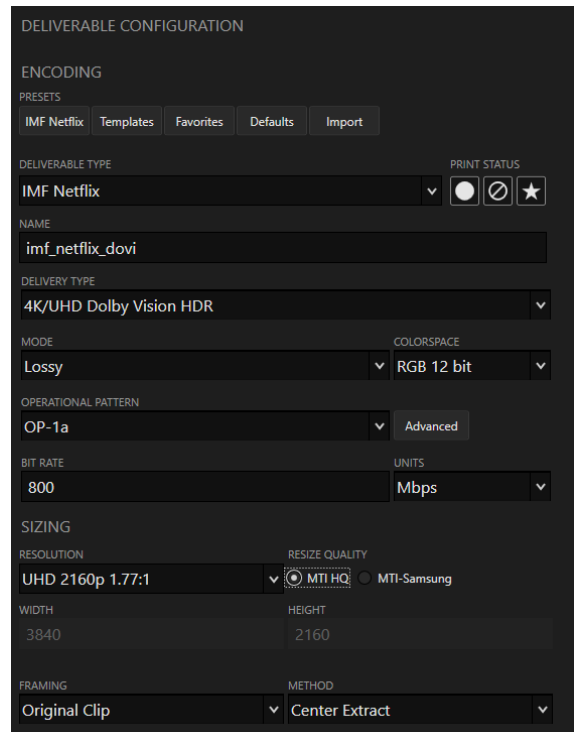 DELIVERABLE CONFIGURATION
ENCODING
PRESETS
IMF Netflix Templates Favorites Defaults Import
DELIVERABLE TYPE PRINT STATUS
IMF Netflix
NAME
imf_netflix_dovi
DELIVERY TYPE
4K/UHD Dolby Vision HDR
MODE COLORSPACE
Lossy RGB 12 bit
OPERATIONAL PATTERN
OP-1a Advanced
BIT RATE UNITS
800 Mbps
SIZING
RESOLUTION RESIZE QUALITY
UHD 2160p 1.77:1 MTI HQ MTI-Samsung
WIDTH HEIGHT
3840 2160
FRAMING METHOD
Original Clip Center Extract